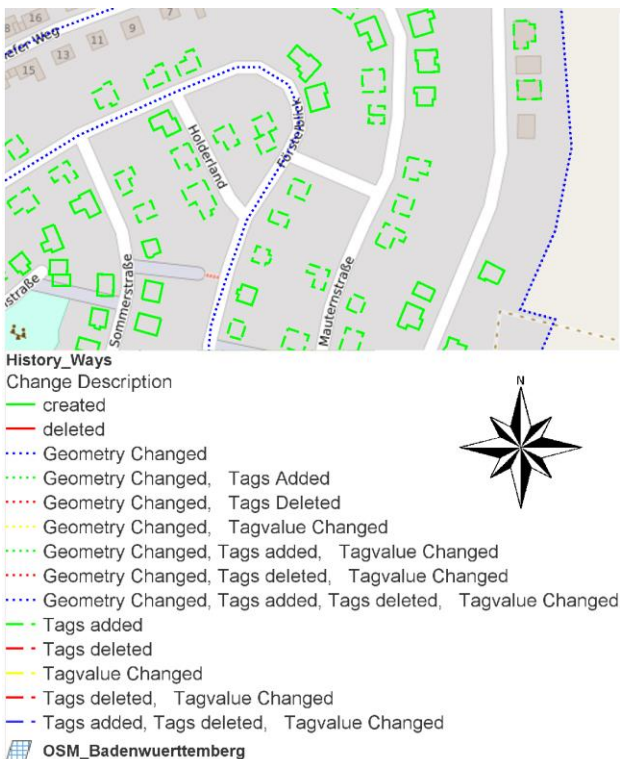 16
7
9
11
13
15
iefer Weg
Holderland
Försterblick
Sommerstraße
Mauternstraße
nstraße
History_Ways
Change Description
created
deleted
Geometry Changed
Geometry Changed, Tags Added
Geometry Changed, Tags Deleted
Geometry Changed, Tagvalue Changed
Geometry Changed, Tags added, Tagvalue Changed
Geometry Changed, Tags deleted, Tagvalue Changed
Geometry Changed, Tags added, Tags deleted, Tagvalue Changed
Tags added
Tags deleted
Tagvalue Changed
Tags deleted, Tagvalue Changed
Tags added, Tags deleted, Tagvalue Changed
OSM_Badenwuerttemberg
N